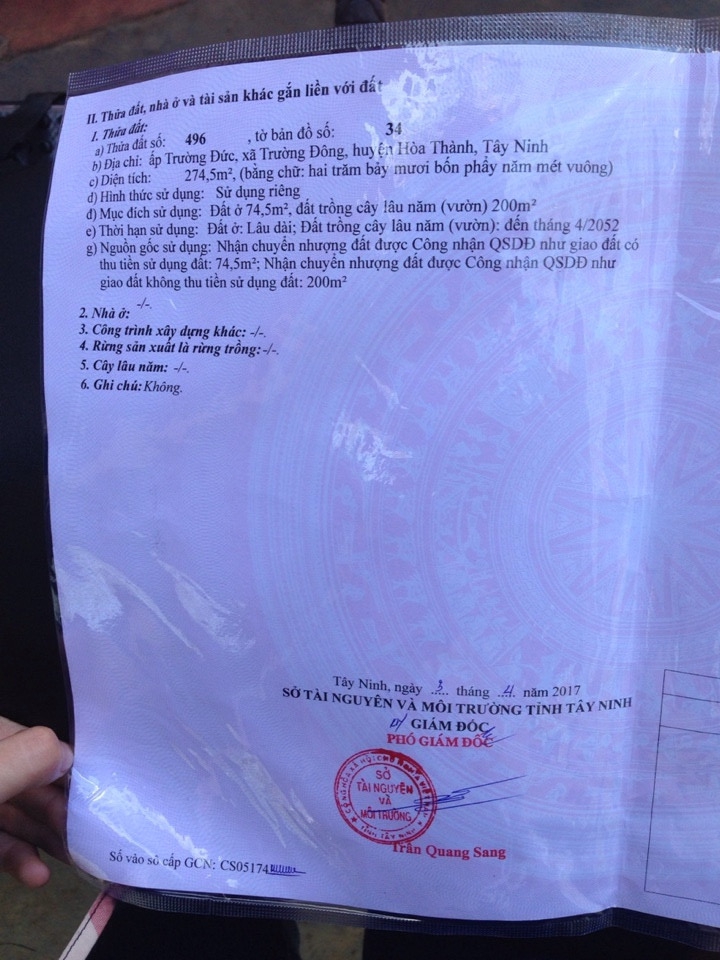 II. Thửa đất, nhà ở và tài sản khác gắn liền với đất
1. Thửa đất:
a) Thửa đất số: 496 , tờ bản đồ số: 34
b) Địa chỉ: ấp Trường Đức, xã Trường Đông, huyện Hòa Thành, Tây Ninh
c) Diện tích: 274,5m², (bằng chữ: hai trăm bảy mươi bốn phẩy năm mét vuông)
d) Hình thức sử dụng: Sử dụng riêng
đ) Mục đích sử dụng: Đất ở 74,5m², đất trồng cây lâu năm (vườn) 200m²
e) Thời hạn sử dụng: Đất ở: Lâu dài; Đất trồng cây lâu năm (vườn): đến tháng 4/2052
g) Nguồn gốc sử dụng: Nhận chuyển nhượng đất được Công nhận QSDĐ như giao đất có
thu tiền sử dụng đất: 74,5m²; Nhận chuyển nhượng đất được Công nhận QSDĐ như
giao đất không thu tiền sử dụng đất: 200m²
2. Nhà ở: -/-.
3. Công trình xây dựng khác: -/-.
4. Rừng sản xuất là rừng trồng: -/-.
5. Cây lâu năm: -/-.
6. Ghi chú: Không.
Tây Ninh, ngày 3 tháng 4 năm 2017
SỞ TÀI NGUYÊN VÀ MÔI TRƯỜNG TỈNH TÂY NINH
GIÁM ĐỐC
PHÓ GIÁM ĐỐC
SỞ
TÀI NGUYÊN
VÀ
MÔI TRƯỜNG
TỈNH TÂY NINH
Trần Quang Sang
Số vào sổ cấp GCN: CS05174